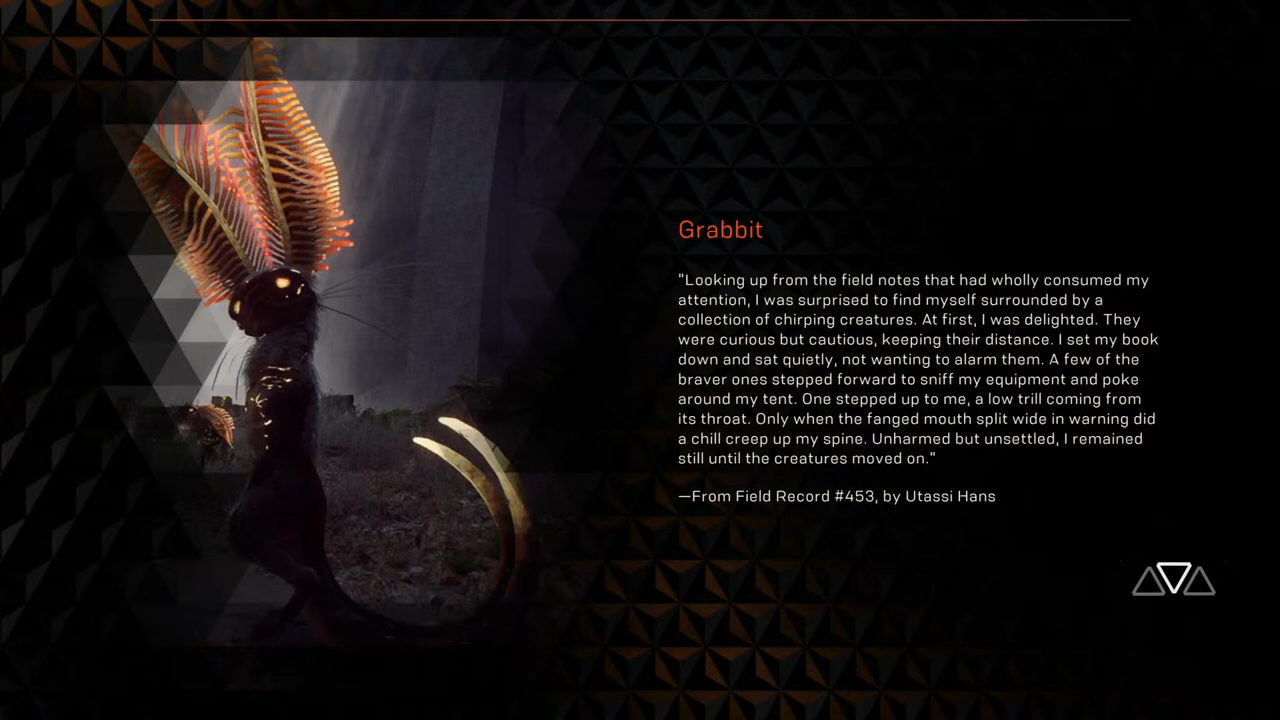 Grabbit
"Looking up from the field notes that had wholly consumed my
attention, I was surprised to find myself surrounded by a
collection of chirping creatures. At first, I was delighted. They
were curious but cautious, keeping their distance. I set my book
down and sat quietly, not wanting to alarm them. A few of the
braver ones stepped forward to sniff my equipment and poke
around my tent. One stepped up to me, a low trill coming from
its throat. Only when the fanged mouth split wide in warning did
a chill creep up my spine. Unharmed but unsettled, I remained
still until the creatures moved on."
—From Field Record #453, by Utassi Hans